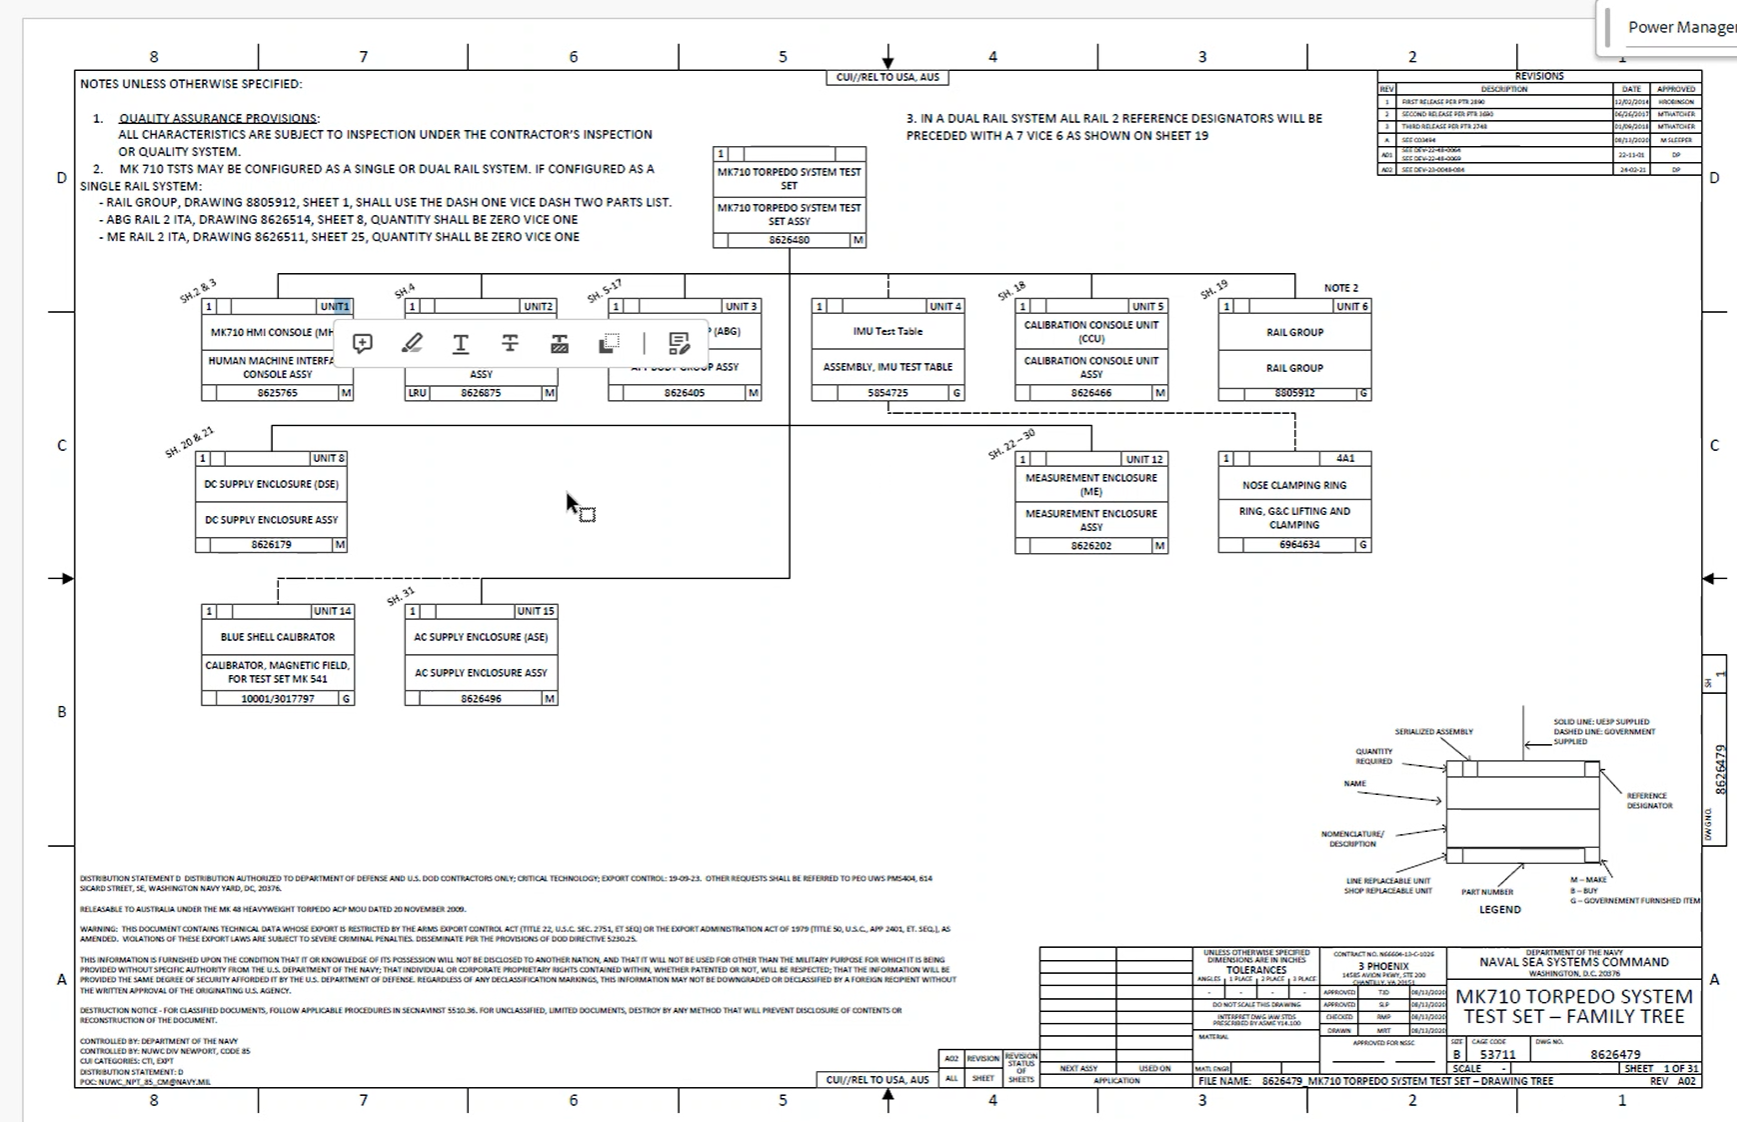 Power Manager
8 7 6 5 4 3 2 1
CUI//REL TO USA, AUS
NOTES UNLESS OTHERWISE SPECIFIED:
1. QUALITY ASSURANCE PROVISIONS:
ALL CHARACTERISTICS ARE SUBJECT TO INSPECTION UNDER THE CONTRACTOR'S INSPECTION
OR QUALITY SYSTEM.
2. MK 710 TSTS MAY BE CONFIGURED AS A SINGLE OR DUAL RAIL SYSTEM. IF CONFIGURED AS A
SINGLE RAIL SYSTEM:
- RAIL GROUP, DRAWING 8805912, SHEET 1, SHALL USE THE DASH ONE VICE DASH TWO PARTS LIST.
- ABG RAIL 2 ITA, DRAWING 8626514, SHEET 8, QUANTITY SHALL BE ZERO VICE ONE
- ME RAIL 2 ITA, DRAWING 8626511, SHEET 25, QUANTITY SHALL BE ZERO VICE ONE
3. IN A DUAL RAIL SYSTEM ALL RAIL 2 REFERENCE DESIGNATORS WILL BE
PRECEDED WITH A 7 VICE 6 AS SHOWN ON SHEET 19
REVISIONS
REV DESCRIPTION DATE APPROVED
1 FIRST RELEASE PER PTR 2890 12/02/2014 HROBINSON
2 SECOND RELEASE PER PTR 3690 06/26/2017 MTHATCHER
3 THIRD RELEASE PER PTR 2748 01/09/2018 MTHATCHER
A SEE C03494 08/13/2020 M SLEEPER
A01 SEE DEV-22-48-0064
SEE DEV-22-48-0069 22-11-01 DP
A02 SEE DEV-23-0048-084 24-02-21 DP
D
D
1
MK710 TORPEDO SYSTEM TEST
SET
MK710 TORPEDO SYSTEM TEST
SET ASSY
8626480 M
SH.2 & 3
1 UNIT1
MK710 HMI CONSOLE (MH
HUMAN MACHINE INTERFA
CONSOLE ASSY
8625765 M
SH.4
1 UNIT2
ASSY
LRU 8626875 M
SH. 5-17
1 UNIT 3
(ABG)
ASSY
8626405 M
1 UNIT 4
IMU Test Table
ASSEMBLY, IMU TEST TABLE
5854725 G
SH. 18
1 UNIT 5
CALIBRATION CONSOLE UNIT
(CCU)
CALIBRATION CONSOLE UNIT
ASSY
8626466 M
SH. 19
NOTE 2
1 UNIT 6
RAIL GROUP
RAIL GROUP
8805912 G
C
C
SH. 20 & 21
1 UNIT 8
DC SUPPLY ENCLOSURE (DSE)
DC SUPPLY ENCLOSURE ASSY
8626179 M
SH. 22 – 30
1 UNIT 12
MEASUREMENT ENCLOSURE
(ME)
MEASUREMENT ENCLOSURE
ASSY
8626202 M
1 4A1
NOSE CLAMPING RING
RING, G&C LIFTING AND
CLAMPING
6964634 G
1 UNIT 14
BLUE SHELL CALIBRATOR
CALIBRATOR, MAGNETIC FIELD,
FOR TEST SET MK 541
10001/3017797 G
SH. 31
1 UNIT 15
AC SUPPLY ENCLOSURE (ASE)
AC SUPPLY ENCLOSURE ASSY
8626496 M
B
SH 1
DWG NO. 8626479
SERIALIZED ASSEMBLY
SOLID LINE: UE3P SUPPLIED
DASHED LINE: GOVERNMENT
SUPPLIED
QUANTITY
REQUIRED
NAME
REFERENCE
DESIGNATOR
NOMENCLATURE/
DESCRIPTION
LINE REPLACEABLE UNIT
SHOP REPLACEABLE UNIT
PART NUMBER
M – MAKE
B – BUY
G – GOVERNEMENT FURNISHED ITEM
LEGEND
DISTRIBUTION STATEMENT D DISTRIBUTION AUTHORIZED TO DEPARTMENT OF DEFENSE AND U.S. DOD CONTRACTORS ONLY; CRITICAL TECHNOLOGY; EXPORT CONTROL: 19-09-23. OTHER REQUESTS SHALL BE REFERRED TO PEO UWS PMS404, 614
SICARD STREET, SE, WASHINGTON NAVY YARD, DC, 20376.
RELEASABLE TO AUSTRALIA UNDER THE MK 48 HEAVYWEIGHT TORPEDO ACP MOU DATED 20 NOVEMBER 2009.
WARNING: THIS DOCUMENT CONTAINS TECHNICAL DATA WHOSE EXPORT IS RESTRICTED BY THE ARMS EXPORT CONTROL ACT (TITLE 22, U.S.C. SEC. 2751, ET SEQ) OR THE EXPORT ADMINISTRATION ACT OF 1979 (TITLE 50, U.S.C., APP 2401, ET. SEQ.), AS
AMENDED. VIOLATIONS OF THESE EXPORT LAWS ARE SUBJECT TO SEVERE CRIMINAL PENALTIES. DISSEMINATE PER THE PROVISIONS OF DOD DIRECTIVE 5230.25.
THIS INFORMATION IS FURNISHED UPON THE CONDITION THAT IT OR KNOWLEDGE OF ITS POSSESSION WILL NOT BE DISCLOSED TO ANOTHER NATION, AND THAT IT WILL NOT BE USED FOR OTHER THAN THE MILITARY PURPOSE FOR WHICH IT IS BEING
PROVIDED WITHOUT SPECIFIC AUTHORITY FROM THE U.S. DEPARTMENT OF THE NAVY; THAT INDIVIDUAL OR CORPORATE PROPRIETARY RIGHTS CONTAINED WITHIN, WHETHER PATENTED OR NOT, WILL BE RESPECTED; THAT THE INFORMATION WILL BE
PROVIDED THE SAME DEGREE OF SECURITY AFFORDED IT BY THE U.S. DEPARTMENT OF DEFENSE. REGARDLESS OF ANY DECLASSIFICATION MARKINGS, THIS INFORMATION MAY NOT BE DOWNGRADED OR DECLASSIFIED BY A FOREIGN RECIPIENT WITHOUT
THE WRITTEN APPROVAL OF THE ORIGINATING U.S. AGENCY.
DESTRUCTION NOTICE - FOR CLASSIFIED DOCUMENTS, FOLLOW APPLICABLE PROCEDURES IN SECNAVINST 5510.36. FOR UNCLASSIFIED, LIMITED DOCUMENTS, DESTROY BY ANY METHOD THAT WILL PREVENT DISCLOSURE OF CONTENTS OR
RECONSTRUCTION OF THE DOCUMENT.
CONTROLLED BY: DEPARTMENT OF THE NAVY
CONTROLLED BY: NUWC DIV NEWPORT, CODE 85
CUI CATEGORIES: CTI, EXPT
DISTRIBUTION STATEMENT: D
POC: NUWC_NPT_85_CM@NAVY.MIL
A
A
CUI//REL TO USA, AUS
A02 REVISION REVISION
STATUS
OF
SHEETS
ALL SHEET
NEXT ASSY USED ON
APPLICATION
UNLESS OTHERWISE SPECIFIED
DIMENSIONS ARE IN INCHES
TOLERANCES
ANGLES 1 PLACE 2 PLACE 3 PLACE
- - - -
DO NOT SCALE THIS DRAWING
INTERPRET DWG IAW STDS
PRESCRIBED BY ASME Y14.100
MATERIAL
MATL ENGR
CONTRACT NO. N66604-13-C-1026
3 PHOENIX
14585 AVION PKWY, STE 200
CHANTILLY, VA 20151
APPROVED TJD 08/13/2020
APPROVED SLP 08/13/2020
CHECKED RMP 08/13/2020
DRAWN MRT 08/13/2020
APPROVED FOR NSSC
DEPARTMENT OF THE NAVY
NAVAL SEA SYSTEMS COMMAND
WASHINGTON, D.C. 20376
MK710 TORPEDO SYSTEM
TEST SET – FAMILY TREE
SIZE B
CAGE CODE 53711
DWG NO. 8626479
SCALE -
SHEET 1 OF 31
FILE NAME: 8626479_MK710 TORPEDO SYSTEM TEST SET – DRAWING TREE
REV A02
8 7 6 5 4 3 2 1